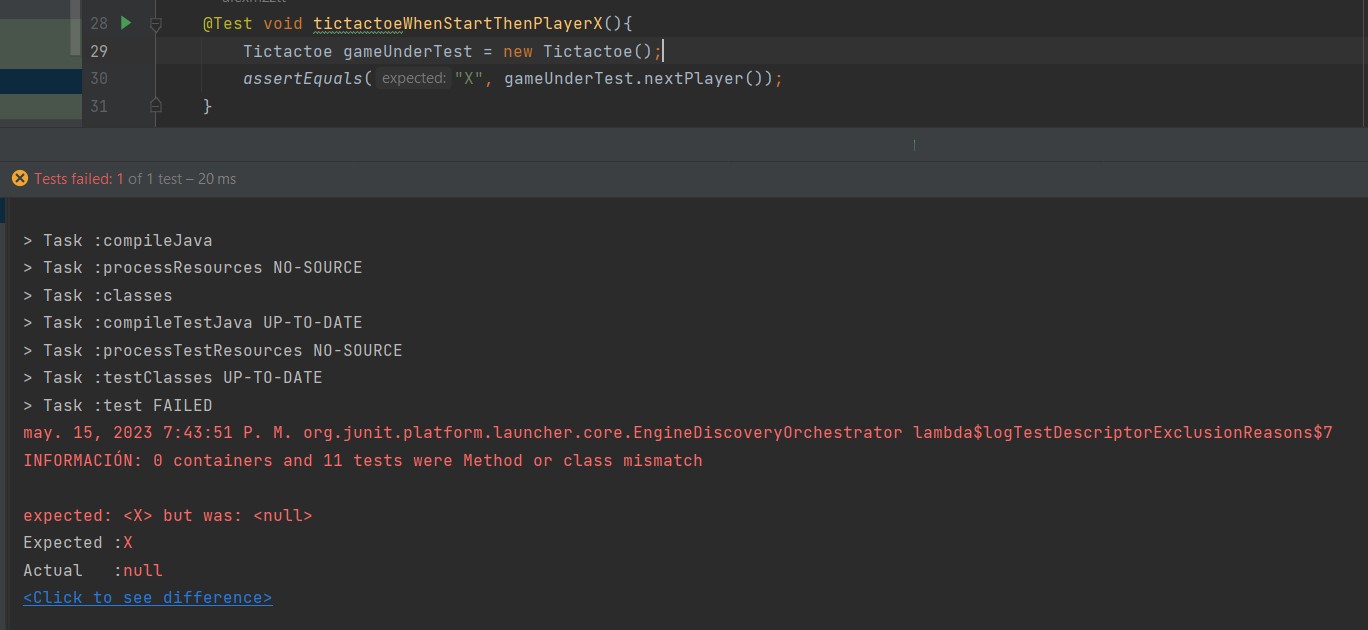 28 @Test void tictactoeWhenStartThenPlayerX(){
29 Tictactoe gameUnderTest = new Tictactoe();
30 assertEquals( expected: "X", gameUnderTest.nextPlayer());
31 }
Tests failed: 1 of 1 test – 20 ms
> Task :compileJava
> Task :processResources NO-SOURCE
> Task :classes
> Task :compileTestJava UP-TO-DATE
> Task :processTestResources NO-SOURCE
> Task :testClasses UP-TO-DATE
> Task :test FAILED
may. 15, 2023 7:43:51 P. M. org.junit.platform.launcher.core.EngineDiscoveryOrchestrator lambda$logTestDescriptorExclusionReasons$7
INFORMACIÓN: 0 containers and 11 tests were Method or class mismatch
expected: <X> but was: <null>
Expected :X
Actual   :null
<Click to see difference>